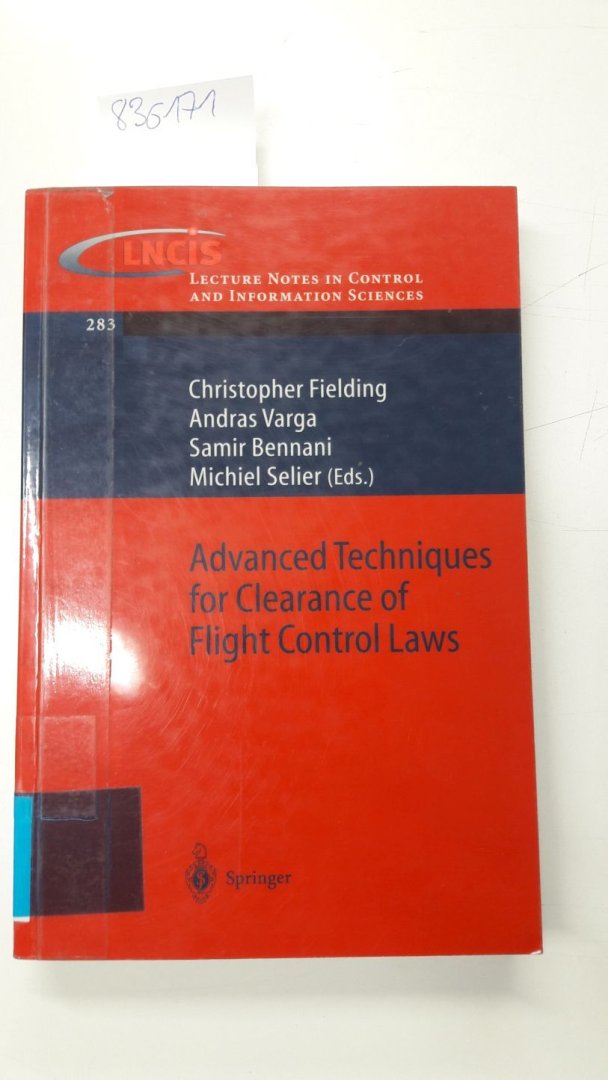 836171
LNCIS
LECTURE NOTES IN CONTROL
AND INFORMATION SCIENCES
283
Christopher Fielding
Andras Varga
Samir Bennani
Michiel Selier (Eds.)
Advanced Techniques
for Clearance of
Flight Control Laws
Springer